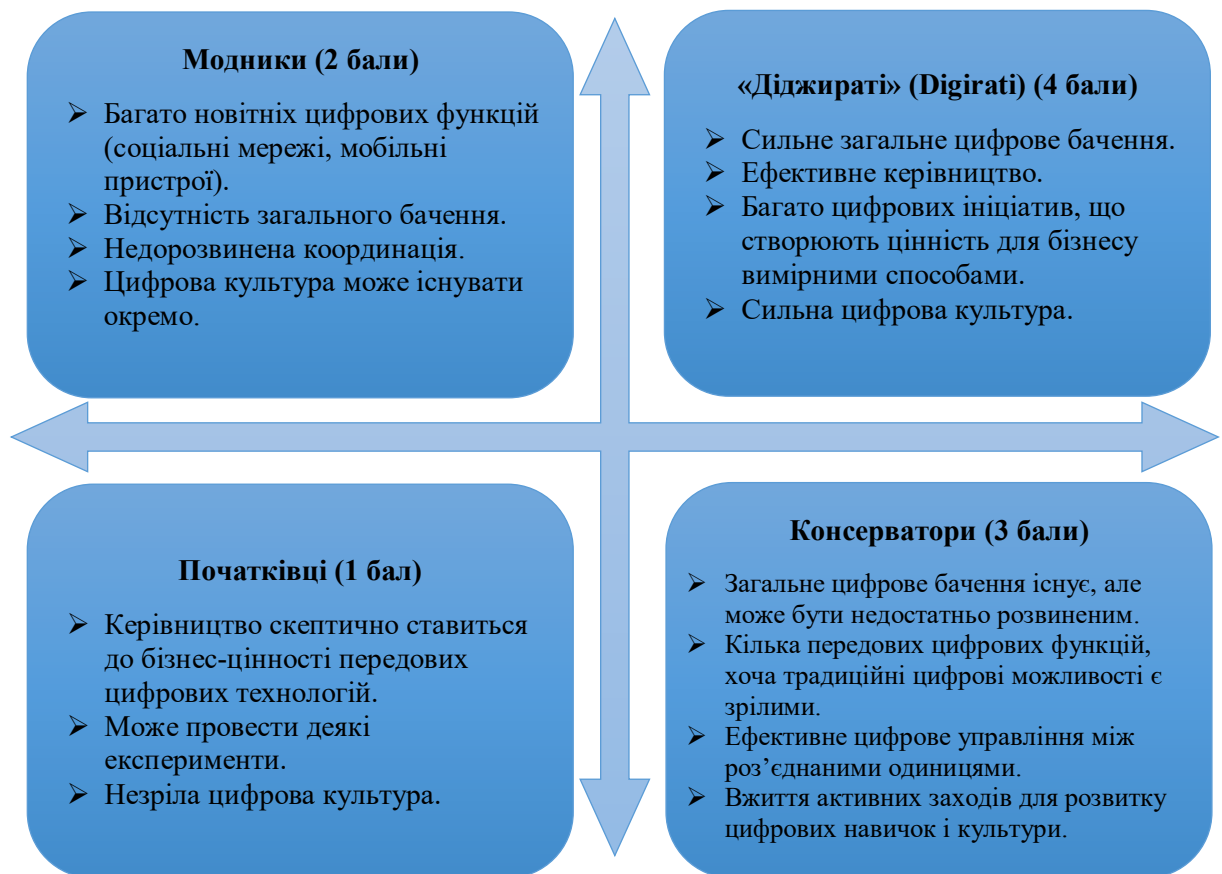 Модники (2 бали)
➢ Багато новітніх цифрових функцій
(соціальні мережі, мобільні
пристрої).
➢ Відсутність загального бачення.
➢ Недорозвинена координація.
➢ Цифрова культура може існувати
окремо.
«Діджираті» (Digirati) (4 бали)
➢ Сильне загальне цифрове бачення.
➢ Ефективне керівництво.
➢ Багато цифрових ініціатив, що
створюють цінність для бізнесу
вимірними способами.
➢ Сильна цифрова культура.
Початківці (1 бал)
➢ Керівництво скептично ставиться
до бізнес-цінності передових
цифрових технологій.
➢ Може провести деякі
експерименти.
➢ Незріла цифрова культура.
Консерватори (3 бали)
➢ Загальне цифрове бачення існує, але
може бути недостатньо розвиненим.
➢ Кілька передових цифрових функцій,
хоча традиційні цифрові можливості є
зрілими.
➢ Ефективне цифрове управління між
роз’єднаними одиницями.
➢ Вжиття активних заходів для розвитку
цифрових навичок і культури.